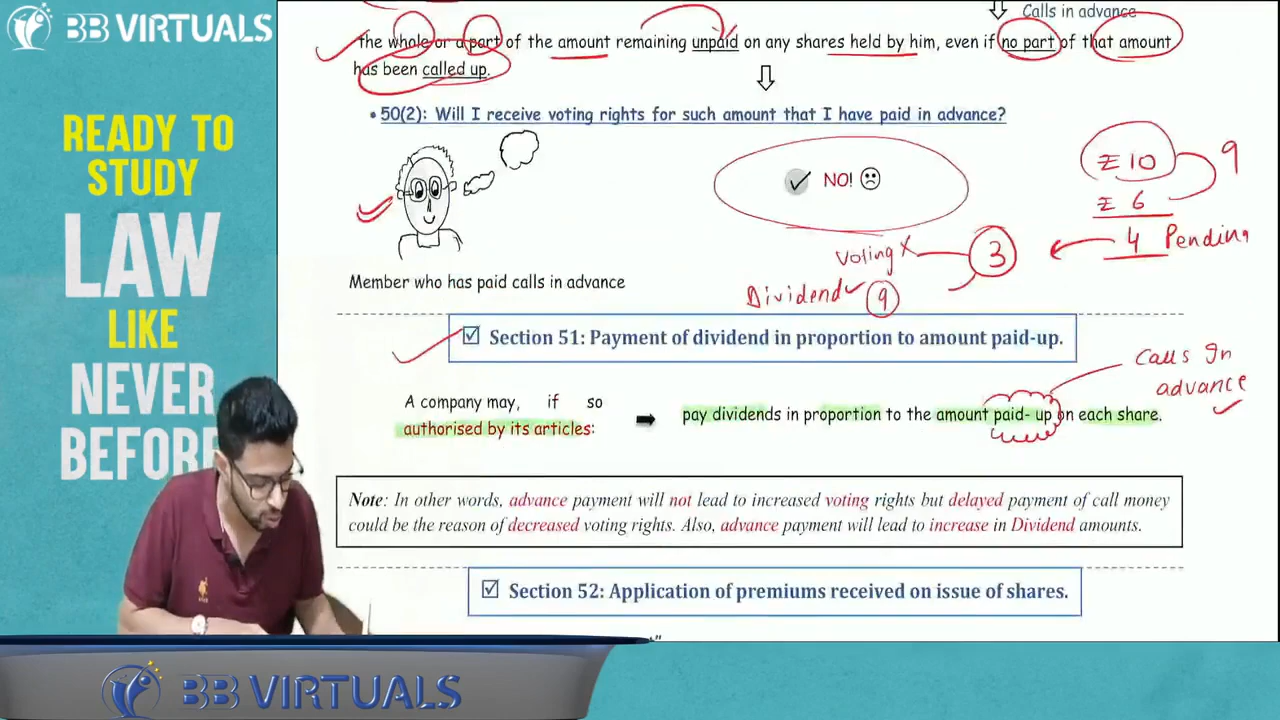 BB VIRTUALS
READY TO
STUDY
LAW
LIKE
NEVER
BEFOR
Calls in advance
the whole or a part of the amount remaining unpaid on any shares held by him, even if no part of that amount
has been called up.
• 50(2): Will I receive voting rights for such amount that I have paid in advance?
NO!
₹ 10
9
₹ 6
4 Pending
Voting X
3
Dividend ✓ 9
Member who has paid calls in advance
Section 51: Payment of dividend in proportion to amount paid-up.
Calls In
advance
A company may, if so
authorised by its articles:
pay dividends in proportion to the amount paid- up on each share.
Note: In other words, advance payment will not lead to increased voting rights but delayed payment of call money
could be the reason of decreased voting rights. Also, advance payment will lead to increase in Dividend amounts.
Section 52: Application of premiums received on issue of shares.
BB VIRTUALS